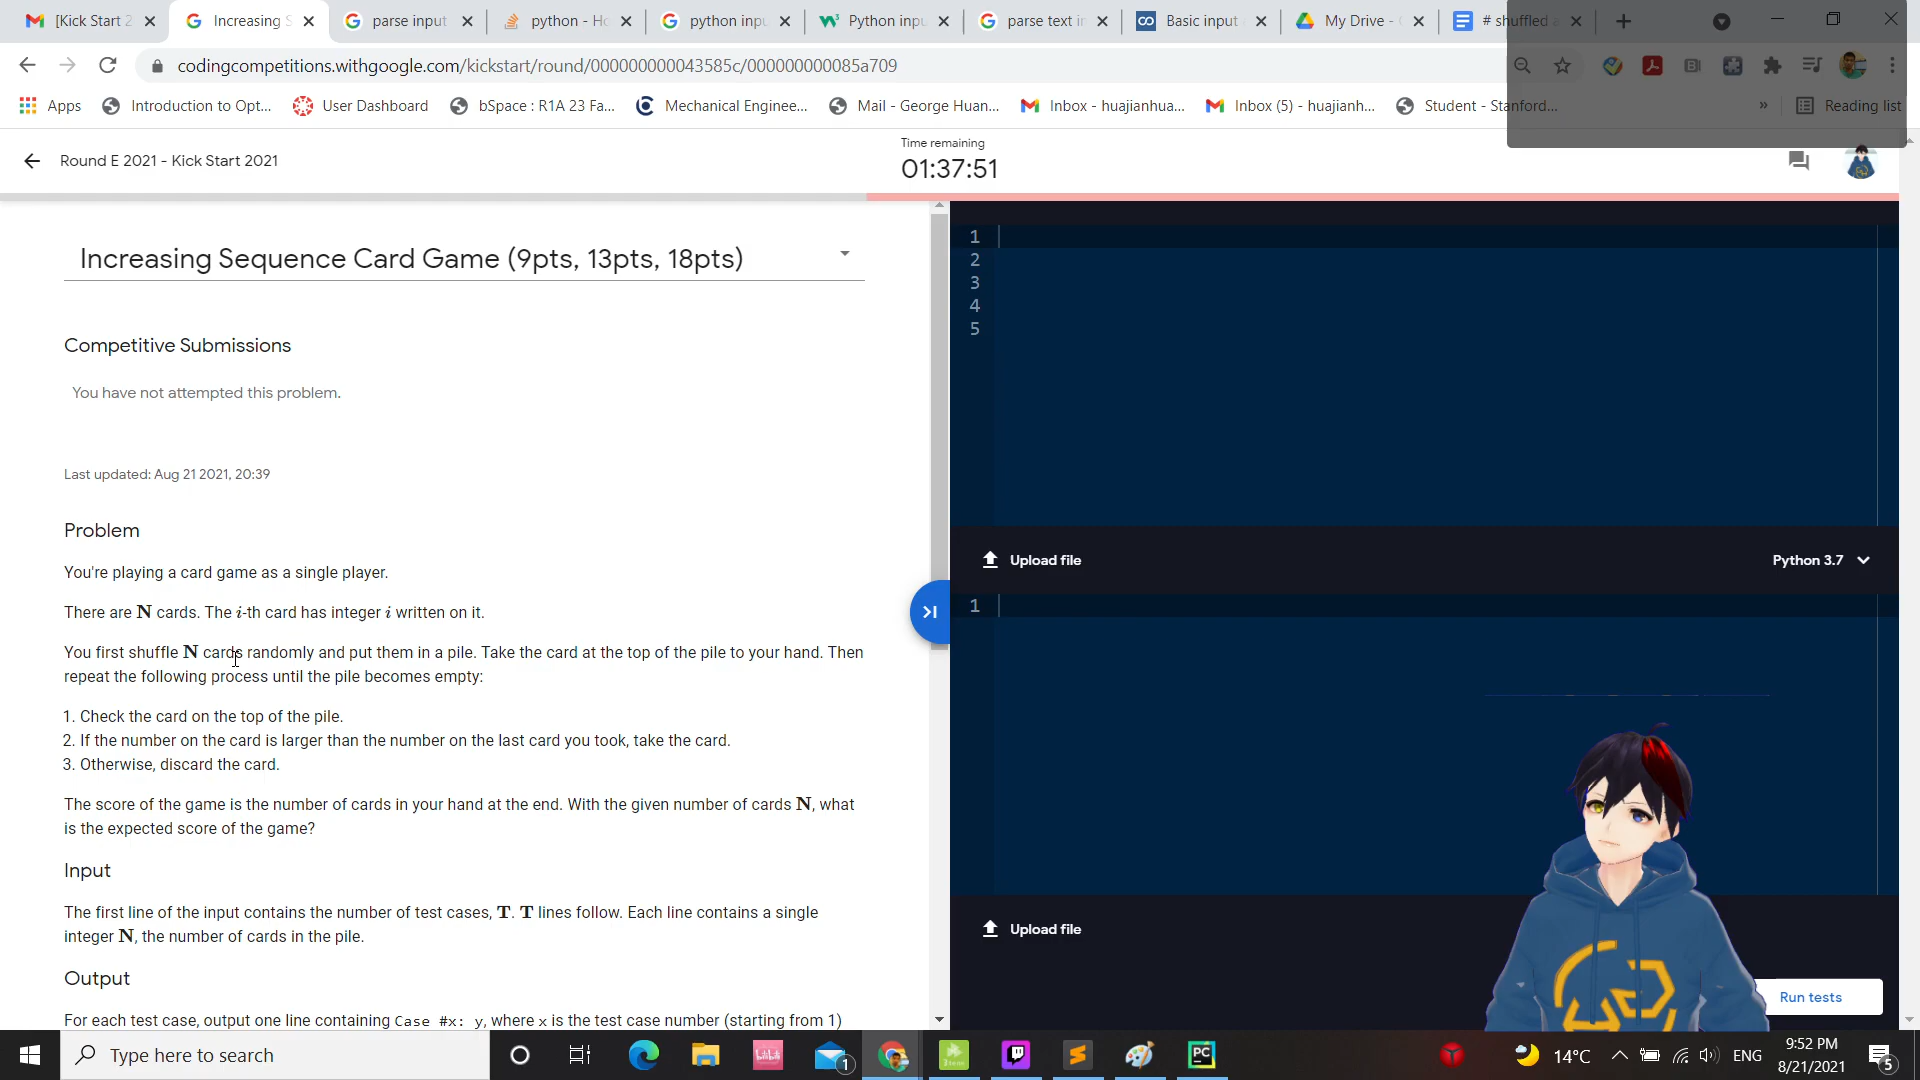 [Kick Start 2
Increasing S
parse input
python - Ho
python inpu
Python inpu
parse text in
Basic input
My Drive -
# shuffled a
codingcompetitions.withgoogle.com/kickstart/round/000000000043585c/000000000085a709
Apps
Introduction to Opt...
User Dashboard
bSpace : R1A 23 Fa...
Mechanical Enginee...
Mail - George Huan...
Inbox - huajianhua...
Inbox (5) - huajianh...
Student - Stanford...
»
Reading list
Round E 2021 - Kick Start 2021
Time remaining
01:37:51
Increasing Sequence Card Game (9pts, 13pts, 18pts)
Competitive Submissions
You have not attempted this problem.
Last updated: Aug 21 2021, 20:39
Problem
You're playing a card game as a single player.
There are N cards. The i-th card has integer i written on it.
You first shuffle N cards randomly and put them in a pile. Take the card at the top of the pile to your hand. Then
repeat the following process until the pile becomes empty:
1. Check the card on the top of the pile.
2. If the number on the card is larger than the number on the last card you took, take the card.
3. Otherwise, discard the card.
The score of the game is the number of cards in your hand at the end. With the given number of cards N, what
is the expected score of the game?
Input
The first line of the input contains the number of test cases, T. T lines follow. Each line contains a single
integer N, the number of cards in the pile.
Output
For each test case, output one line containing Case #x: y, where x is the test case number (starting from 1)
1
2
3
4
5
Upload file
Python 3.7
1
Upload file
Run tests
Type here to search
1
PC
14°C
ENG
9:52 PM
8/21/2021
5